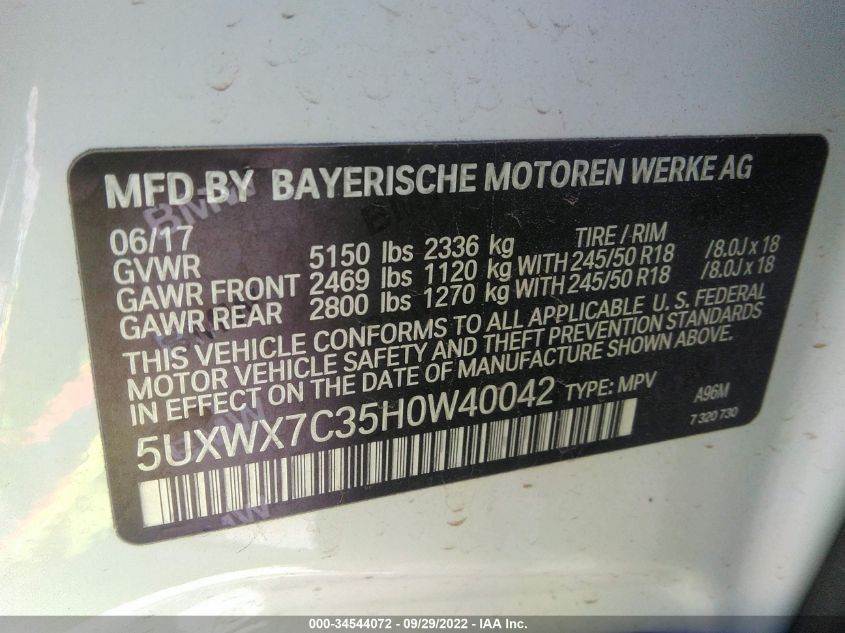 MFD BY BAYERISCHE MOTOREN WERKE AG
06/17 TIRE / RIM
GVWR 5150 lbs 2336 kg
GAWR FRONT 2469 lbs 1120 kg WITH 245/50 R18 /8.0J x 18
GAWR REAR 2800 lbs 1270 kg WITH 245/50 R18 /8.0J x 18
THIS VEHICLE CONFORMS TO ALL APPLICABLE U. S. FEDERAL
MOTOR VEHICLE SAFETY AND THEFT PREVENTION STANDARDS
IN EFFECT ON THE DATE OF MANUFACTURE SHOWN ABOVE.
5UXWX7C35H0W40042 TYPE: MPV A96M
7 320 730
BMW
BMW
BMW
BMW
000-34544072 - 09/29/2022 - IAA Inc.